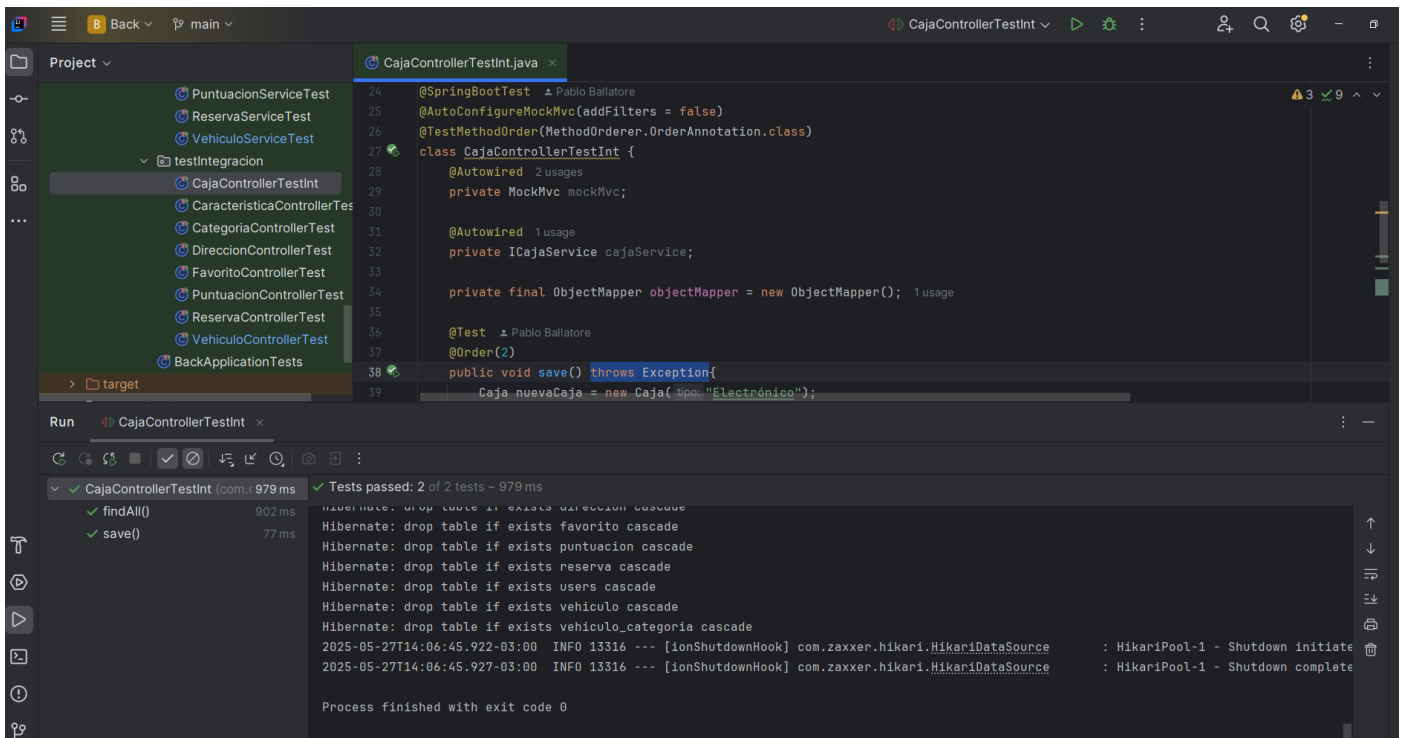 B Back main CajaControllerTestInt
Project
CajaControllerTestInt.java
PuntuacionServiceTest
ReservaServiceTest
VehiculoServiceTest
testIntegracion
CajaControllerTestInt
CaracteristicaControllerTes
CategoriaControllerTest
DireccionControllerTest
FavoritoControllerTest
PuntuacionControllerTest
ReservaControllerTest
VehiculoControllerTest
BackApplicationTests
target
24 @SpringBootTest Pablo Ballatore
25 @AutoConfigureMockMvc(addFilters = false)
26 @TestMethodOrder(MethodOrderer.OrderAnnotation.class)
27 class CajaControllerTestInt {
28 @Autowired 2 usages
29 private MockMvc mockMvc;
30
31 @Autowired 1 usage
32 private ICajaService cajaService;
33
34 private final ObjectMapper objectMapper = new ObjectMapper(); 1 usage
35
36 @Test Pablo Ballatore
37 @Order(2)
38 public void save() throws Exception{
39 Caja nuevaCaja = new Caja( tipo: "Electrónico");
3 9
Run CajaControllerTestInt
CajaControllerTestInt (com.c 979 ms
findAll() 902 ms
save() 77 ms
Tests passed: 2 of 2 tests – 979 ms
Hibernate: drop table if exists direccion cascade
Hibernate: drop table if exists favorito cascade
Hibernate: drop table if exists puntuacion cascade
Hibernate: drop table if exists reserva cascade
Hibernate: drop table if exists users cascade
Hibernate: drop table if exists vehiculo cascade
Hibernate: drop table if exists vehiculo_categoria cascade
2025-05-27T14:06:45.922-03:00 INFO 13316 --- [ionShutdownHook] com.zaxxer.hikari.HikariDataSource : HikariPool-1 - Shutdown initiate
2025-05-27T14:06:45.927-03:00 INFO 13316 --- [ionShutdownHook] com.zaxxer.hikari.HikariDataSource : HikariPool-1 - Shutdown complete
Process finished with exit code 0